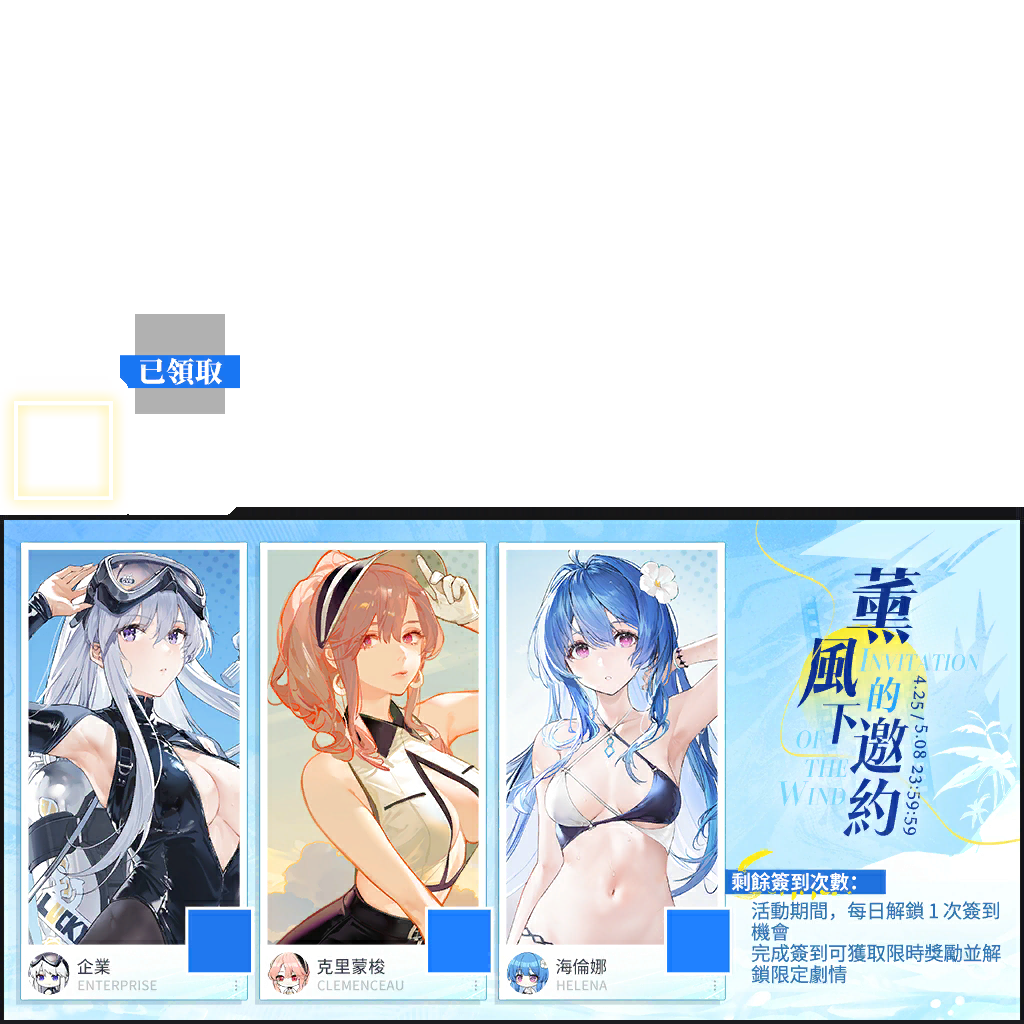 已領取
薰風下的邀約
INVITATION
OF
THE
WIND
4.25/5.08 23:59:59
LUCKY
企業
ENTERPRISE
克里蒙梭
CLEMENCEAU
海倫娜
HELENA
剩餘簽到次數：
活動期間，每日解鎖 1 次簽到
機會
完成簽到可獲取限時獎勵並解
鎖限定劇情